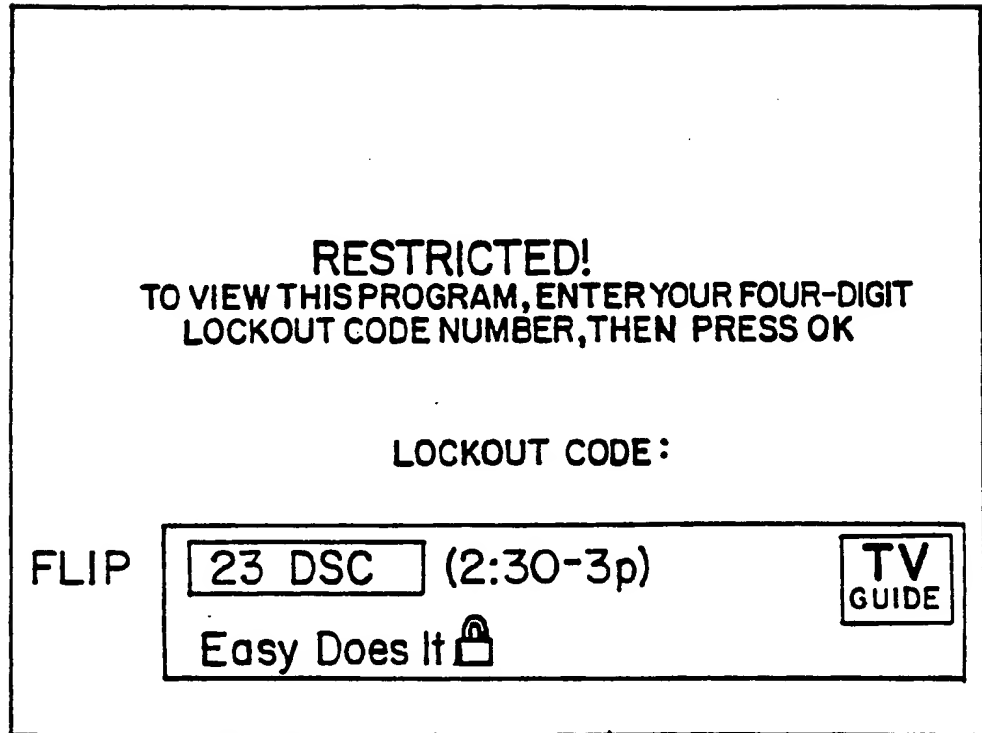 RESTRICTED!
TO VIEW THIS PROGRAM, ENTER YOUR FOUR-DIGIT
LOCKOUT CODE NUMBER, THEN PRESS OK
LOCKOUT CODE:
FLIP 23 DSC (2:30-3p) TV
GUIDE
Easy Does It